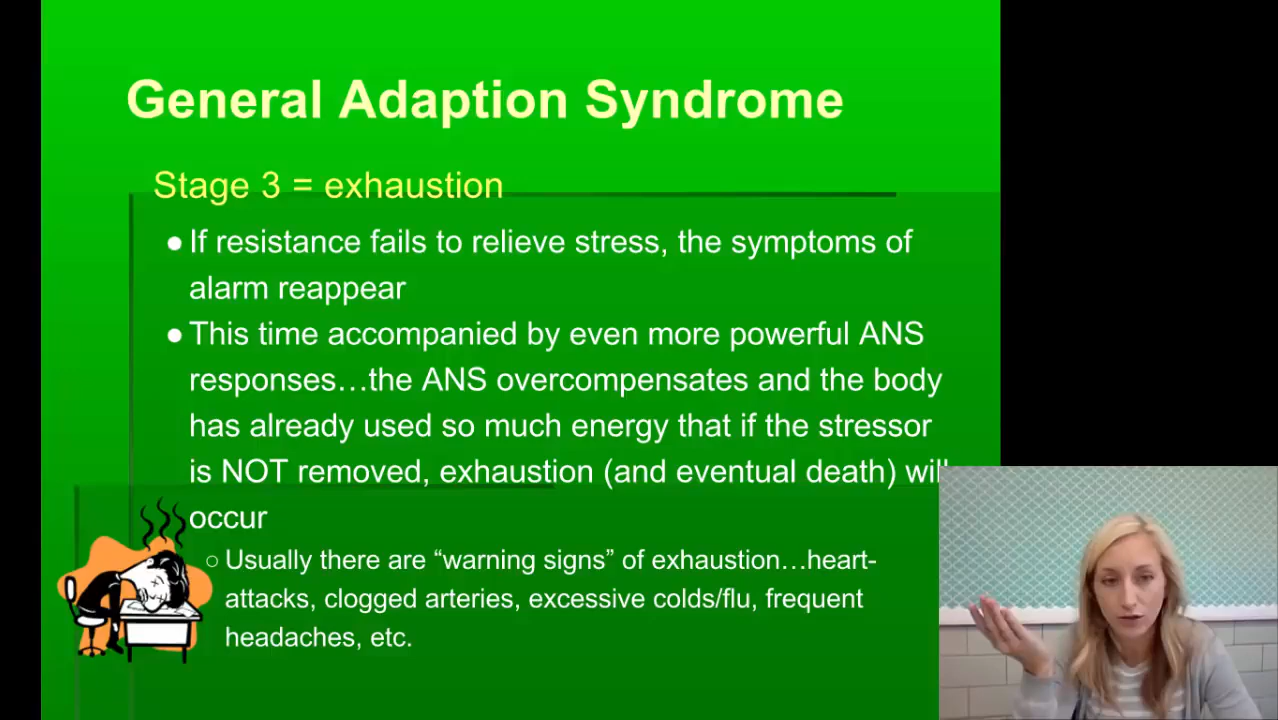 General Adaption Syndrome
Stage 3 = exhaustion
●If resistance fails to relieve stress, the symptoms of
alarm reappear
●This time accompanied by even more powerful ANS
responses…the ANS overcompensates and the body
has already used so much energy that if the stressor
is NOT removed, exhaustion (and eventual death) will
occur
○Usually there are “warning signs” of exhaustion…heart-
attacks, clogged arteries, excessive colds/flu, frequent
headaches, etc.